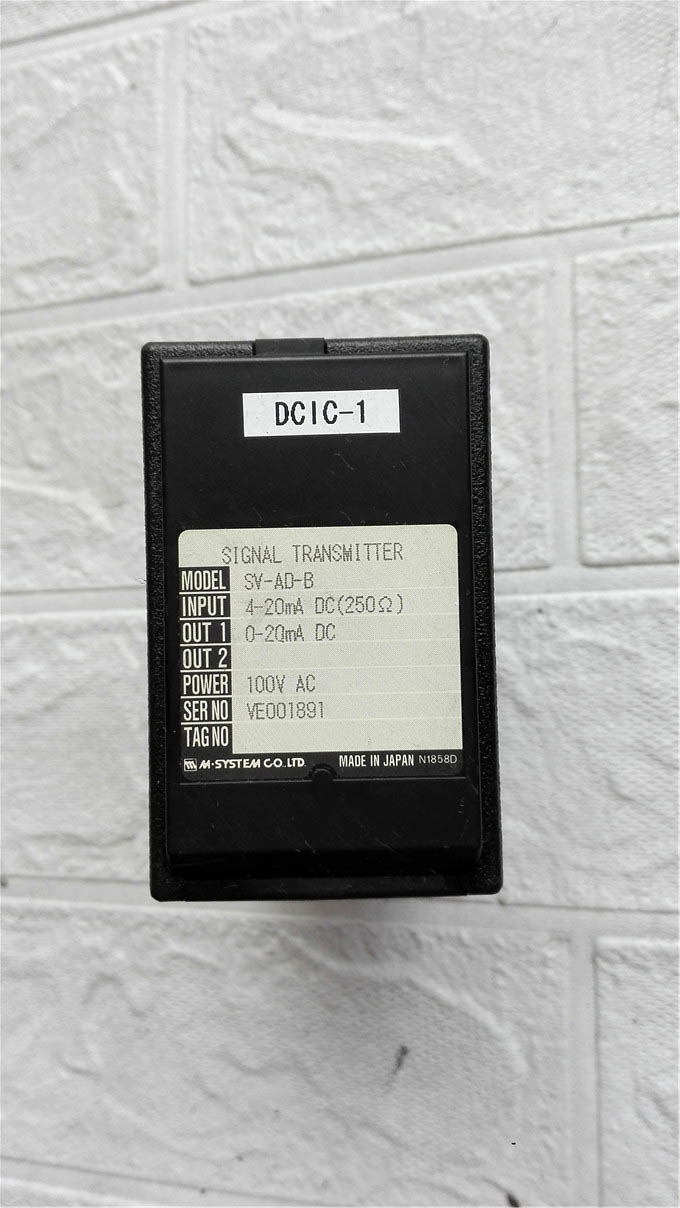 DCIC-1
SIGNAL TRANSMITTER
MODEL SV-AD-B
INPUT 4-20mA DC(250Ω)
OUT 1 0-20mA DC
OUT 2
POWER 100V AC
SER NO VE001891
TAG NO
M-SYSTEM CO.,LTD. MADE IN JAPAN N1858D